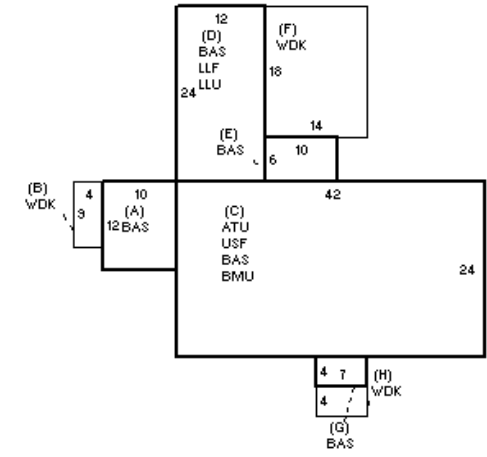 12
(D)
BAS
LLF
LLU
24
(F)
WDK
18
14
(E)
BAS
6
10
(B)
WDK
4
9
10
(A)
12 BAS
42
(C)
ATU
USF
BAS
BMU
24
4
7
(H)
WDK
4
(G)
BAS